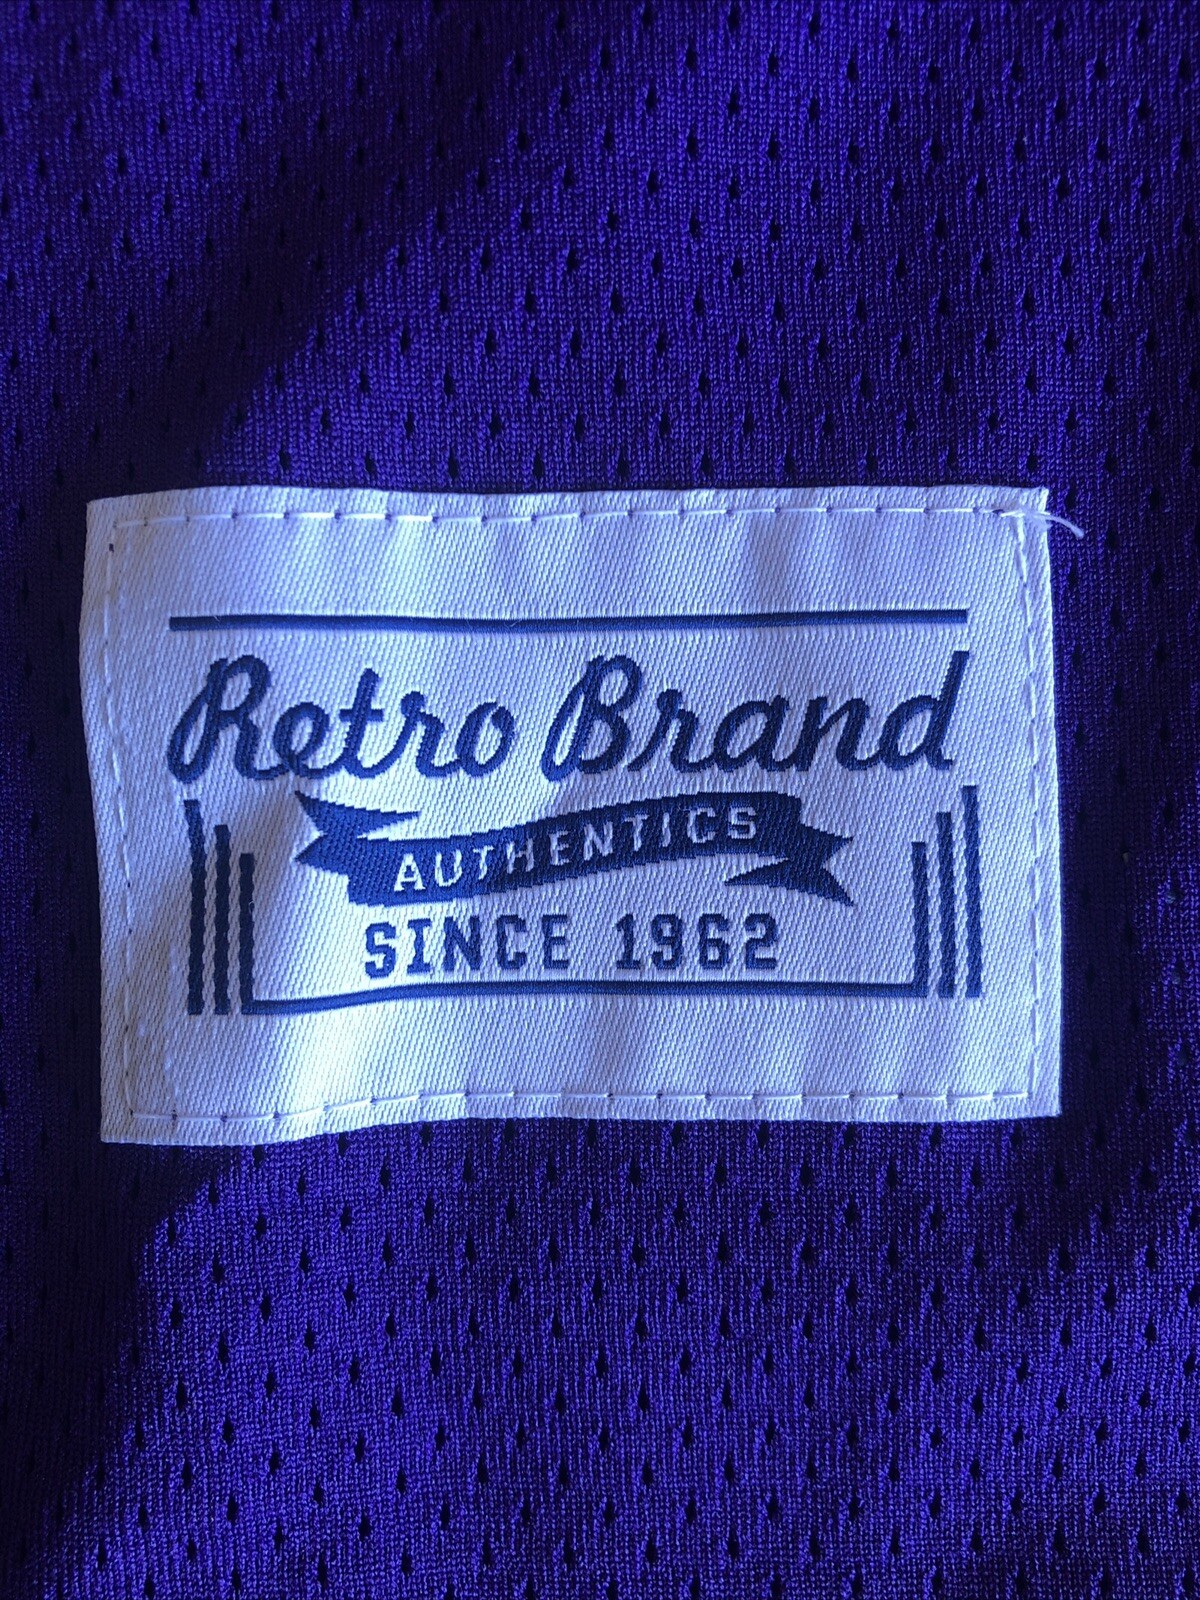 Retro Brand
AUTHENTICS
SINCE 1962